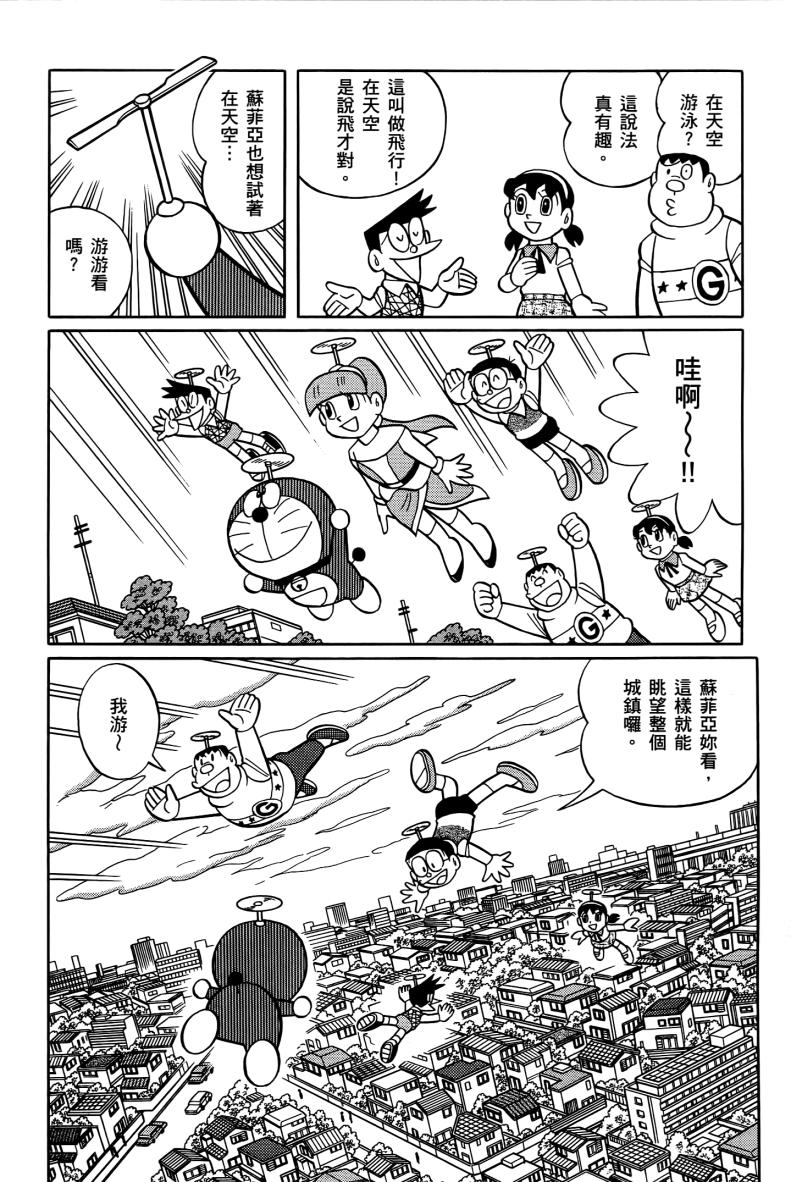 在天空
游泳？
這說法
真有趣。
這叫做飛行！
在天空
是說飛才對。
G
蘇菲亞也想試著
在天空…
游游看
嗎？
哇啊～～!!
G
蘇菲亞妳看，
這樣就能
眺望整個
城鎮囉。
我游～
G